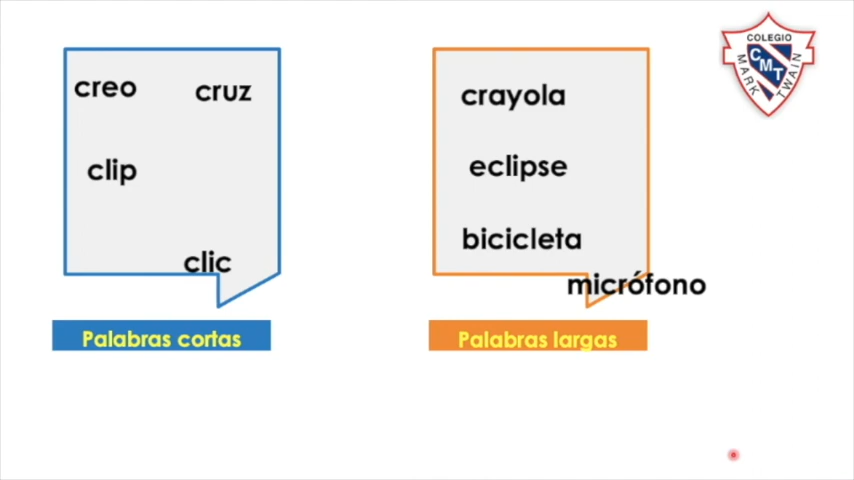 creo
cruz
clip
clic
Palabras cortas
crayola
eclipse
bicicleta
micrófono
Palabras largas
COLEGIO
MARK
CMT
TWAIN